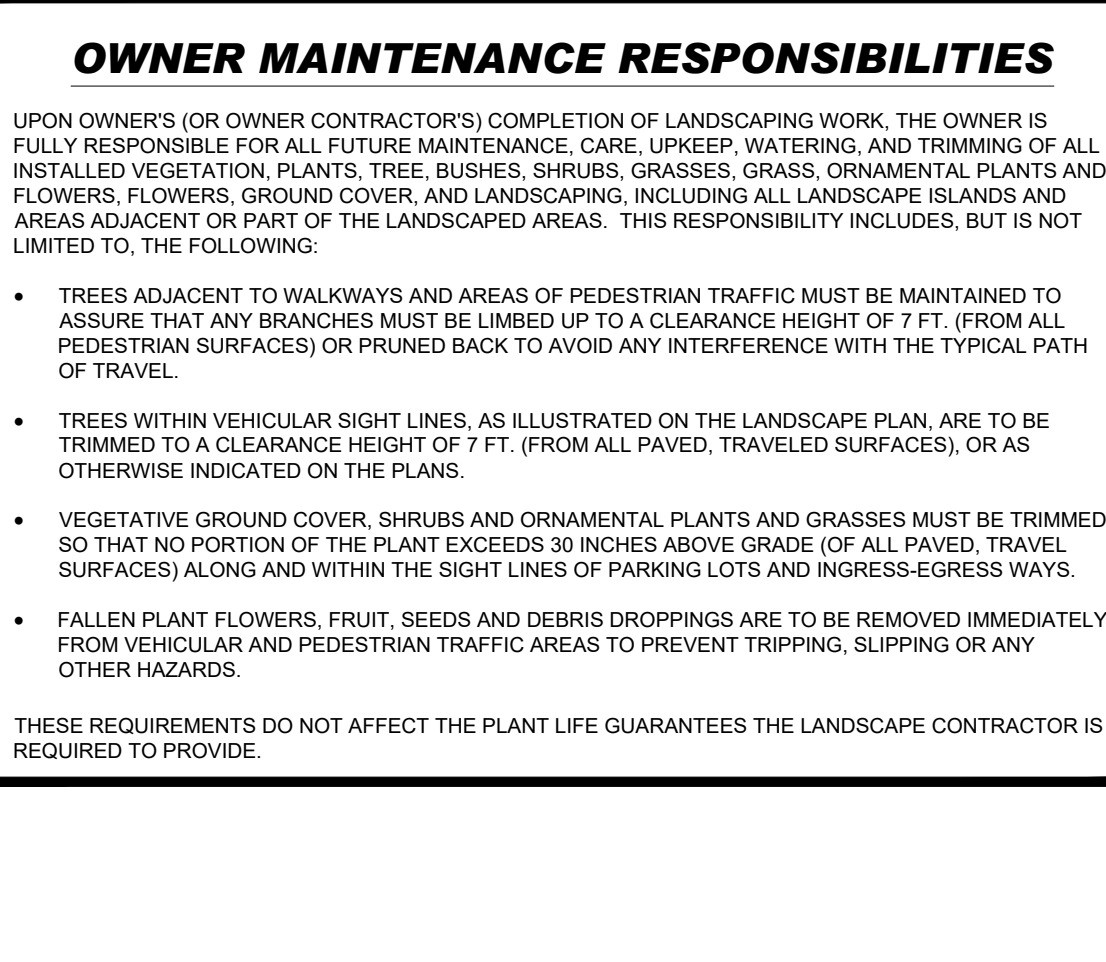 OWNER MAINTENANCE RESPONSIBILITIES
UPON OWNER'S (OR OWNER CONTRACTOR'S) COMPLETION OF LANDSCAPING WORK, THE OWNER IS
FULLY RESPONSIBLE FOR ALL FUTURE MAINTENANCE, CARE, UPKEEP, WATERING, AND TRIMMING OF ALL
INSTALLED VEGETATION, PLANTS, TREE, BUSHES, SHRUBS, GRASSES, GRASS, ORNAMENTAL PLANTS AND
FLOWERS, FLOWERS, GROUND COVER, AND LANDSCAPING, INCLUDING ALL LANDSCAPE ISLANDS AND
AREAS ADJACENT OR PART OF THE LANDSCAPED AREAS. THIS RESPONSIBILITY INCLUDES, BUT IS NOT
LIMITED TO, THE FOLLOWING:
• TREES ADJACENT TO WALKWAYS AND AREAS OF PEDESTRIAN TRAFFIC MUST BE MAINTAINED TO
ASSURE THAT ANY BRANCHES MUST BE LIMBED UP TO A CLEARANCE HEIGHT OF 7 FT. (FROM ALL
PEDESTRIAN SURFACES) OR PRUNED BACK TO AVOID ANY INTERFERENCE WITH THE TYPICAL PATH
OF TRAVEL.
• TREES WITHIN VEHICULAR SIGHT LINES, AS ILLUSTRATED ON THE LANDSCAPE PLAN, ARE TO BE
TRIMMED TO A CLEARANCE HEIGHT OF 7 FT. (FROM ALL PAVED, TRAVELED SURFACES), OR AS
OTHERWISE INDICATED ON THE PLANS.
• VEGETATIVE GROUND COVER, SHRUBS AND ORNAMENTAL PLANTS AND GRASSES MUST BE TRIMMED
SO THAT NO PORTION OF THE PLANT EXCEEDS 30 INCHES ABOVE GRADE (OF ALL PAVED, TRAVEL
SURFACES) ALONG AND WITHIN THE SIGHT LINES OF PARKING LOTS AND INGRESS-EGRESS WAYS.
• FALLEN PLANT FLOWERS, FRUIT, SEEDS AND DEBRIS DROPPINGS ARE TO BE REMOVED IMMEDIATELY
FROM VEHICULAR AND PEDESTRIAN TRAFFIC AREAS TO PREVENT TRIPPING, SLIPPING OR ANY
OTHER HAZARDS.
THESE REQUIREMENTS DO NOT AFFECT THE PLANT LIFE GUARANTEES THE LANDSCAPE CONTRACTOR IS
REQUIRED TO PROVIDE.